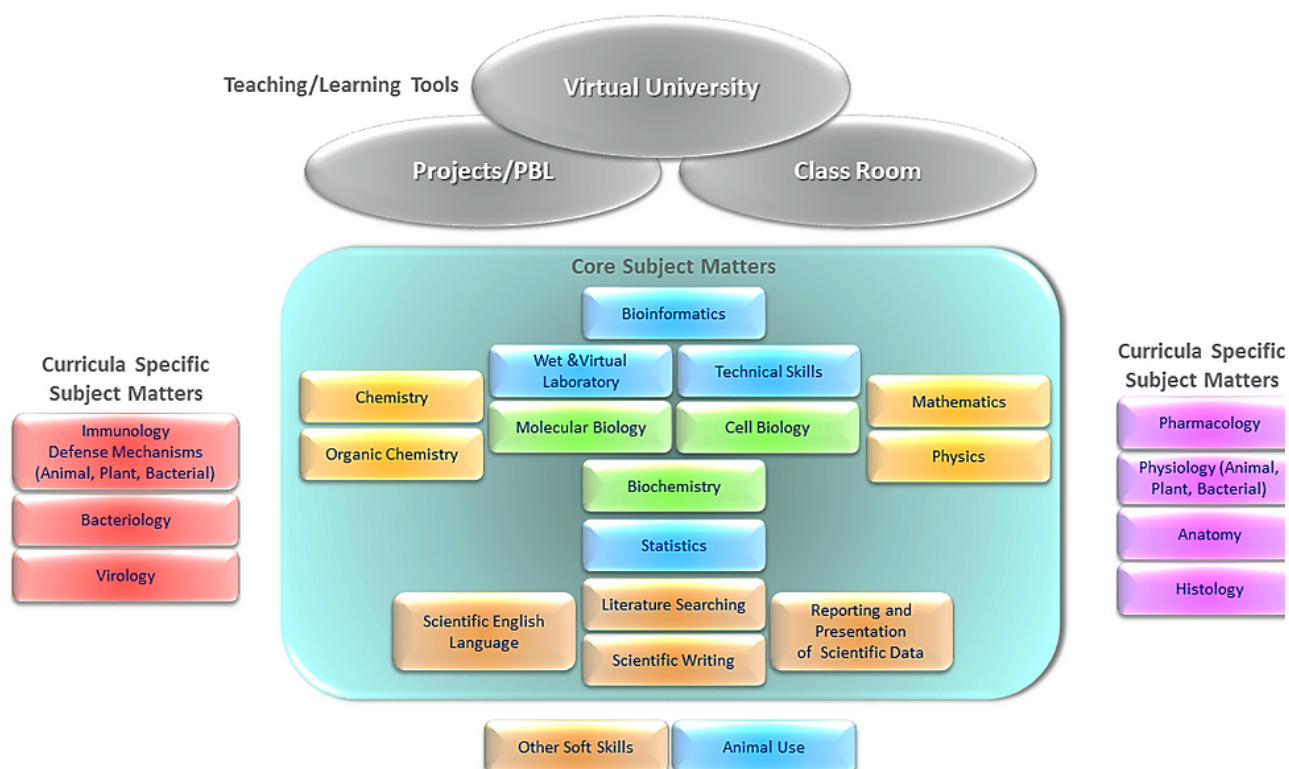 Teaching/Learning Tools
Virtual University
Projects/PBL
Class Room
Core Subject Matters
Bioinformatics
Wet &Virtual
Laboratory
Technical Skills
Chemistry
Organic Chemistry
Molecular Biology
Cell Biology
Mathematics
Physics
Biochemistry
Statistics
Scientific English
Language
Literature Searching
Scientific Writing
Reporting and
Presentation
of Scientific Data
Curricula Specific
Subject Matters
Immunology
Defense Mechanisms
(Animal, Plant, Bacterial)
Bacteriology
Virology
Curricula Specific
Subject Matters
Pharmacology
Physiology (Animal,
Plant, Bacterial)
Anatomy
Histology
Other Soft Skills
Animal Use